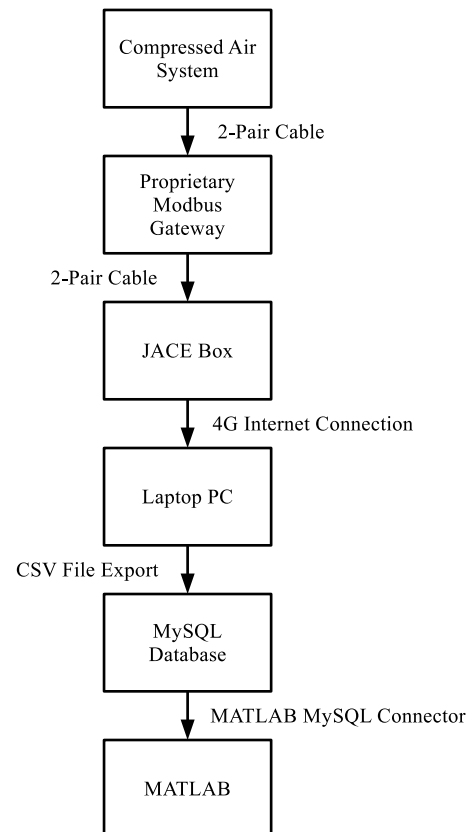 Compressed Air
System
2-Pair Cable
Proprietary
Modbus
Gateway
2-Pair Cable
JACE Box
4G Internet Connection
Laptop PC
CSV File Export
MySQL
Database
MATLAB MySQL Connector
MATLAB